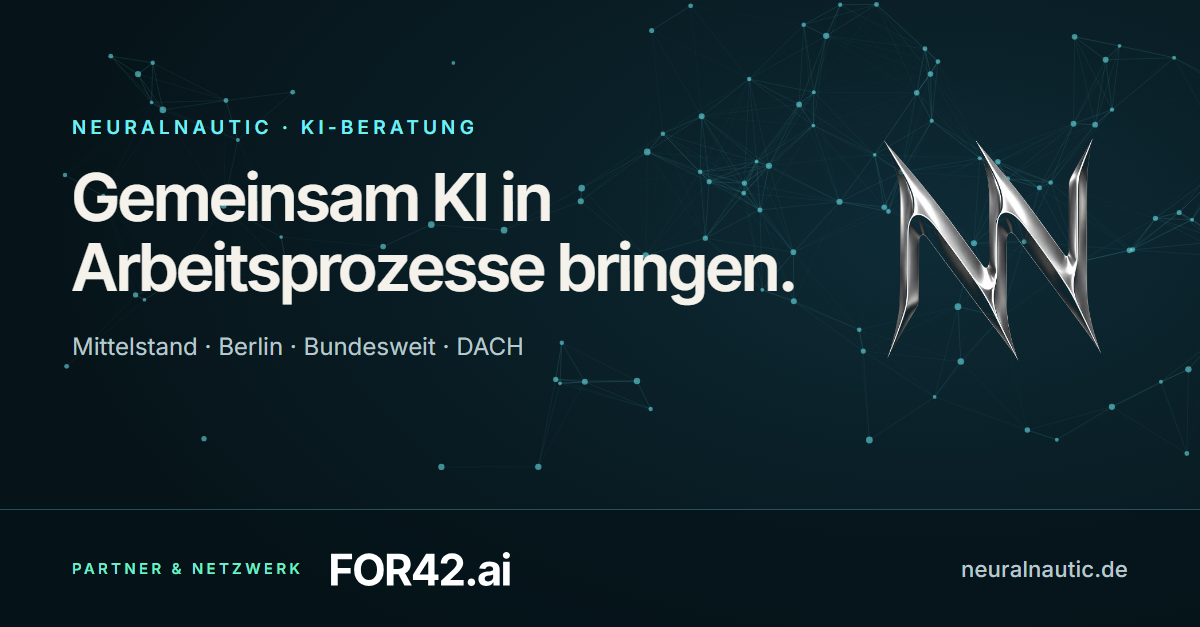 NEURALNAUTIC · KI-BERATUNG
Gemeinsam KI in
Arbeitsprozesse bringen.
Mittelstand · Berlin · Bundesweit · DACH
PARTNER & NETZWERK FOR42.ai
neuralnautic.de